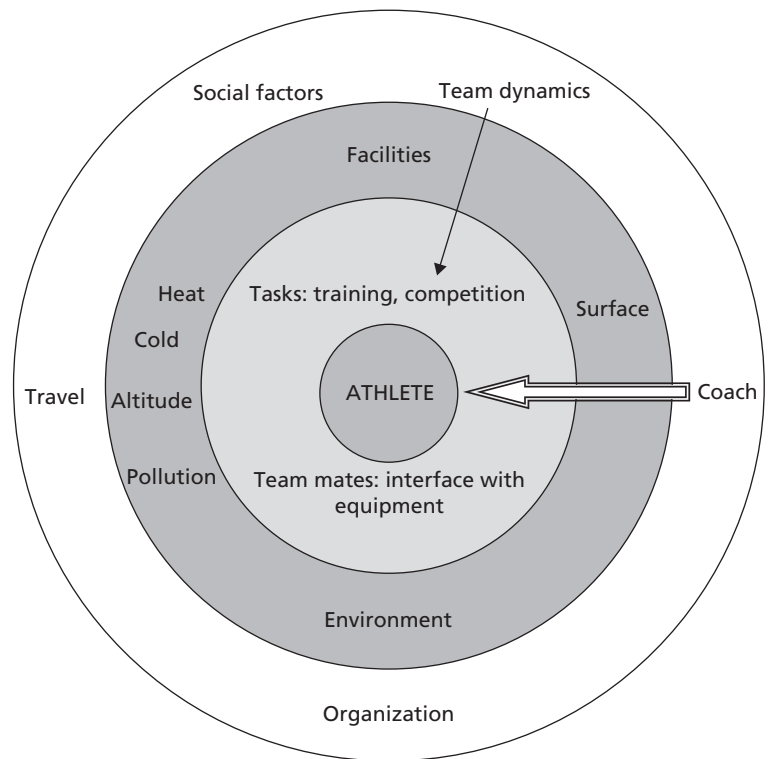 Social factors
Team dynamics
Facilities
Heat
Tasks: training, competition
Surface
Cold
ATHLETE
Travel
Altitude
Coach
Pollution
Team mates: interface with
equipment
Environment
Organization